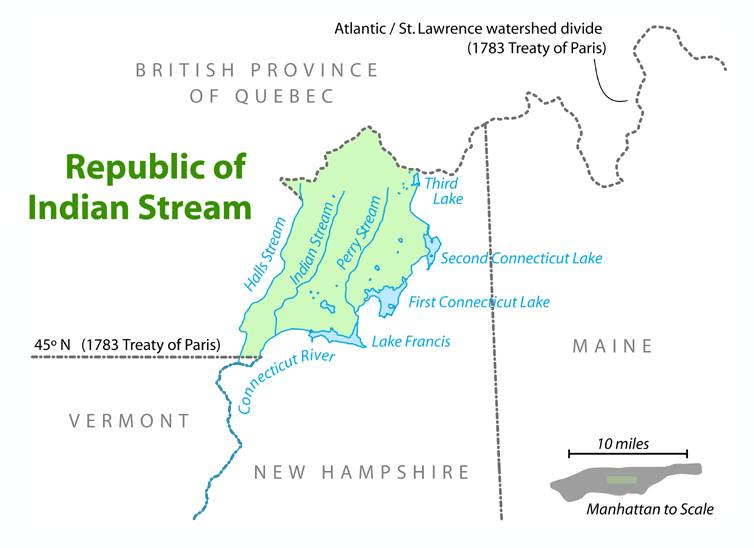 Atlantic / St. Lawrence watershed divide
(1783 Treaty of Paris)
BRITISH PROVINCE
OF QUEBEC
Republic of
Indian Stream
Third
Lake
Halls Stream
Indian Stream
Perry Stream
Second Connecticut Lake
First Connecticut Lake
45º N (1783 Treaty of Paris)
Lake Francis
Connecticut River
MAINE
VERMONT
NEW HAMPSHIRE
10 miles
Manhattan to Scale